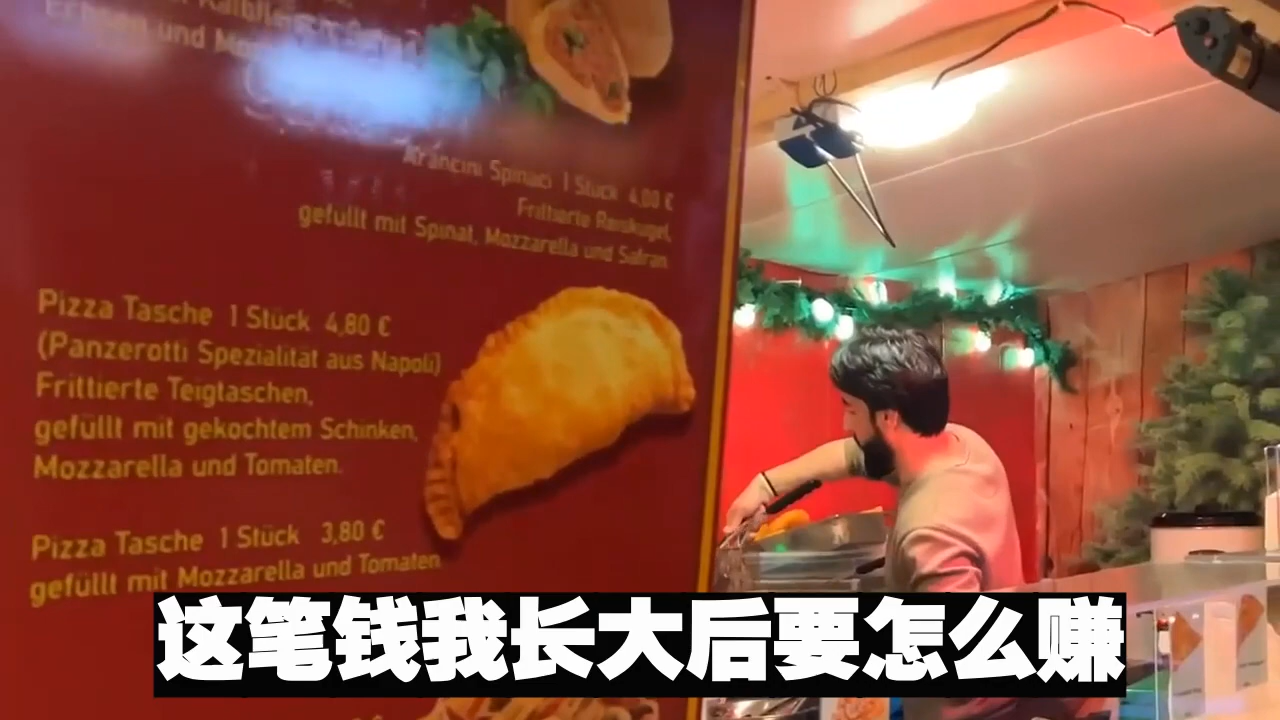 und
Arancini Spinaci 1 Stück 4,00 €
Frittierte Reiskugel,
gefüllt mit Spinat, Mozzarella und Safran
Pizza Tasche 1 Stück 4,80 €
(Panzerotti Spezialität aus Napoli)
Frittierte Teigtaschen,
gefüllt mit gekochtem Schinken,
Mozzarella und Tomaten.
Pizza Tasche 1 Stück 3,80 €
gefüllt mit Mozzarella und Tomaten
这笔钱我长大后要怎么赚